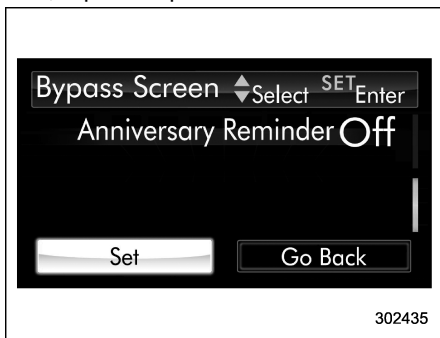 Bypass Screen Select SET Enter
Anniversary Reminder Off
Set Go Back
302435